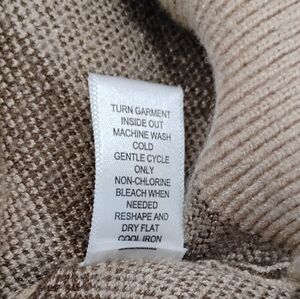 TURN GARMENT
INSIDE OUT
MACHINE WASH
COLD
GENTLE CYCLE
ONLY
NON-CHLORINE
BLEACH WHEN
NEEDED
RESHAPE AND
DRY FLAT
COOL IRON